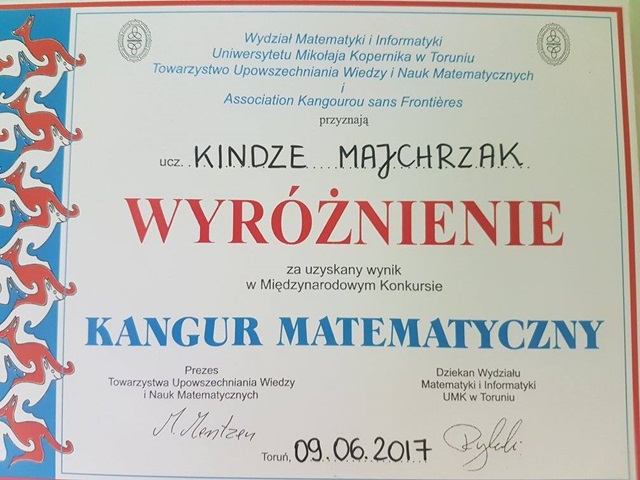 Wydział Matematyki i Informatyki
Uniwersytetu Mikołaja Kopernika w Toruniu
Towarzystwo Upowszechniania Wiedzy i Nauk Matematycznych
i
Association Kangourou sans Frontières
przyznają
ucz. KINDZE MAJCHRZAK
WYRÓŻNIENIE
za uzyskany wynik
w Międzynarodowym Konkursie
KANGUR MATEMATYCZNY
Prezes
Towarzystwa Upowszechniania Wiedzy
i Nauk Matematycznych
M. Mentzen
Dziekan Wydziału
Matematyki i Informatyki
UMK w Toruniu
Toruń, 09.06.2017